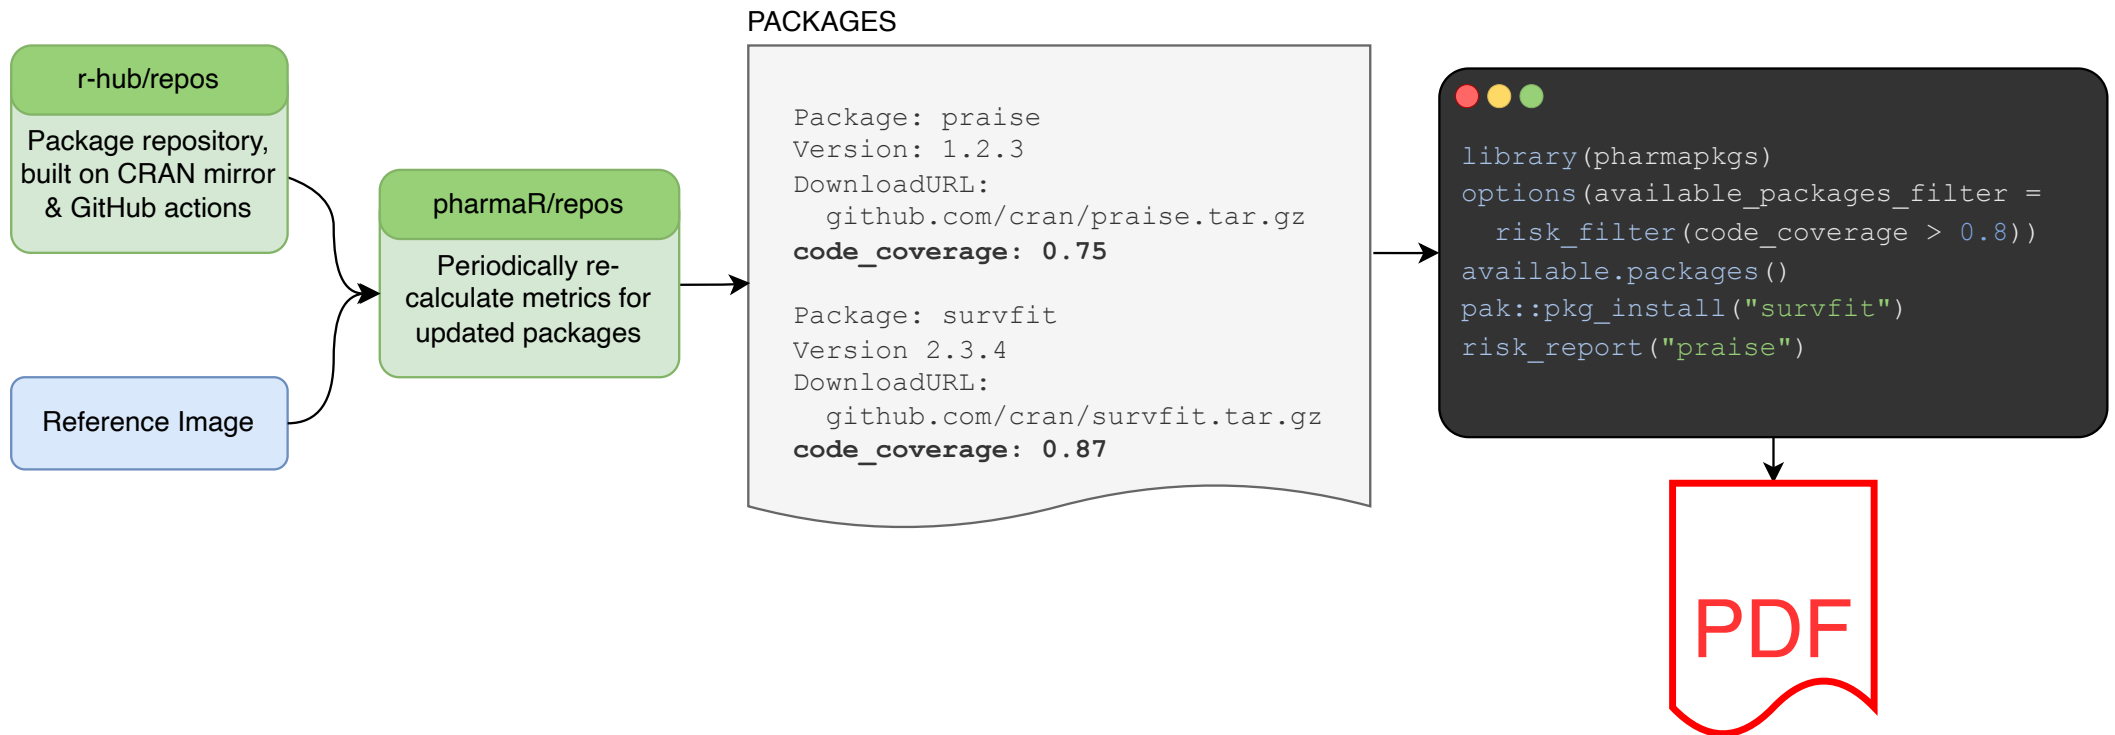 r-hub/repos
Package repository,
built on CRAN mirror
& GitHub actions
Reference Image
pharmaR/repos
Periodically re-
calculate metrics for
updated packages
PACKAGES
Package: praise
Version: 1.2.3
DownloadURL:
github.com/cran/praise.tar.gz
code_coverage: 0.75
Package: survfit
Version 2.3.4
DownloadURL:
github.com/cran/survfit.tar.gz
code_coverage: 0.87
library(pharmapkgs)
options(available_packages_filter =
risk_filter(code_coverage > 0.8))
available.packages()
pak::pkg_install("survfit")
risk_report("praise")
PDF